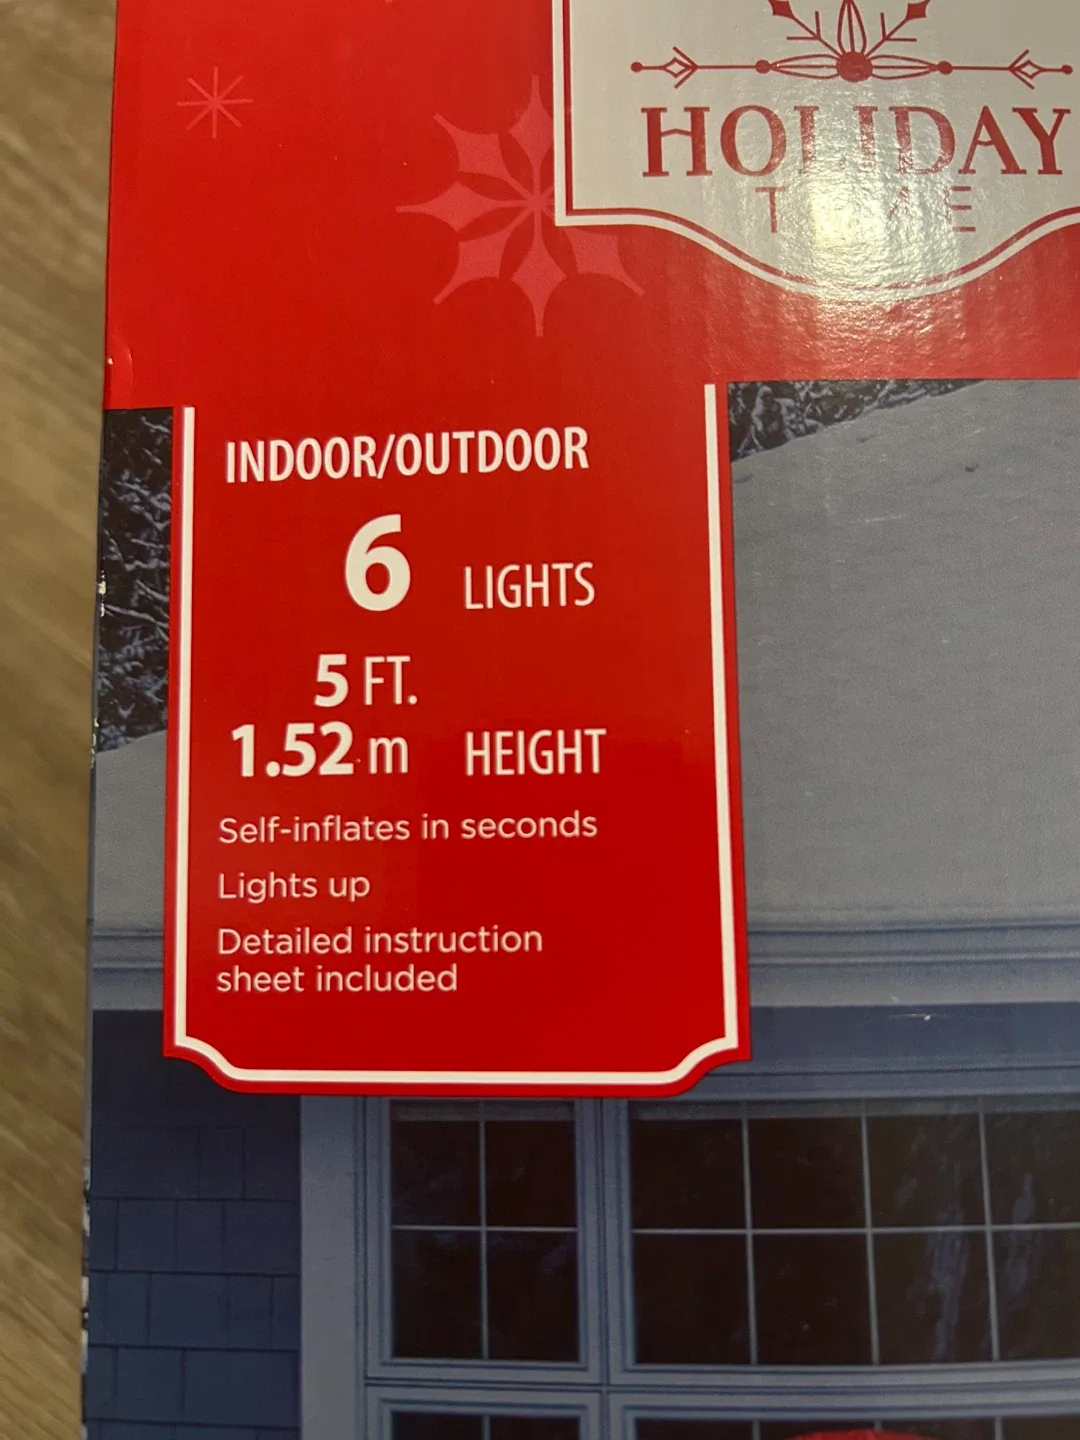 HOLIDAY
TIME
INDOOR/OUTDOOR
6 LIGHTS
5 FT.
1.52 m HEIGHT
Self-inflates in seconds
Lights up
Detailed instruction
sheet included